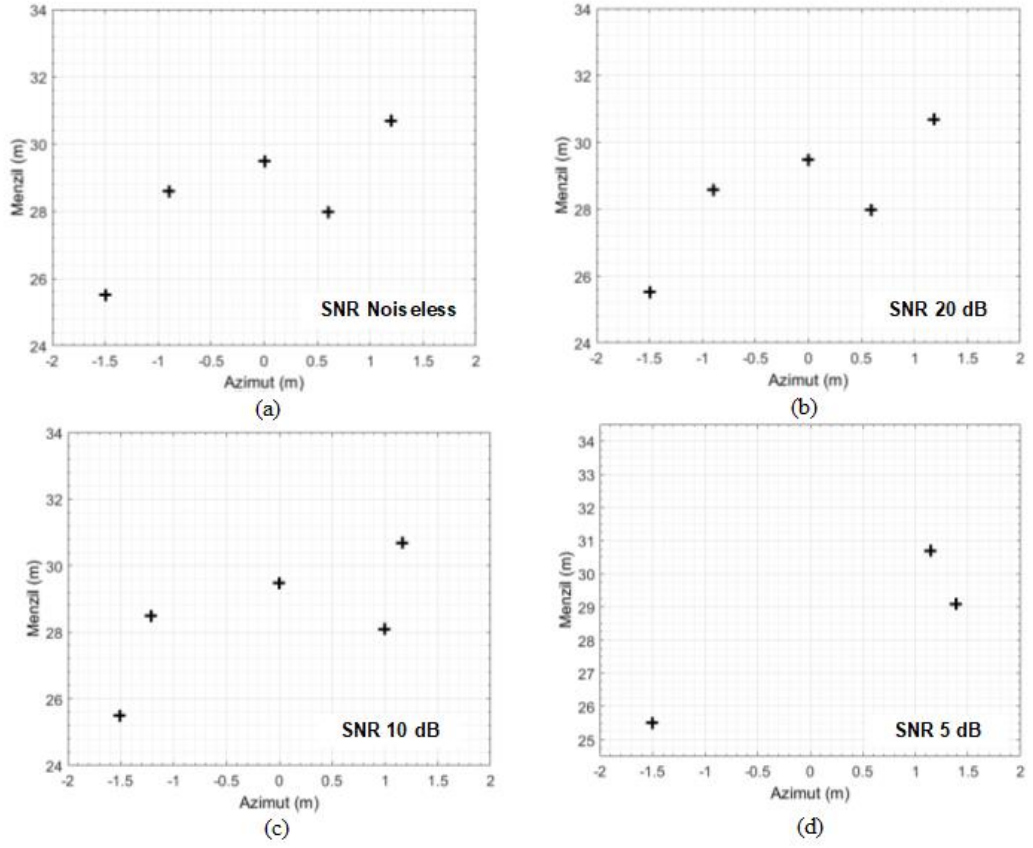 34
32
30
28
26
24
Menzil (m)
-2 -1.5 -1 -0.5 0 0.5 1 1.5 2
Azimut (m)
SNR Noiseless
(a)
34
32
30
28
26
24
Menzil (m)
-2 -1.5 -1 -0.5 0 0.5 1 1.5 2
Azimut (m)
SNR 20 dB
(b)
34
32
30
28
26
24
Menzil (m)
-2 -1.5 -1 -0.5 0 0.5 1 1.5 2
Azimut (m)
SNR 10 dB
(c)
34
33
32
31
30
29
28
27
26
25
Menzil (m)
-2 -1.5 -1 -0.5 0 0.5 1 1.5 2
Azimut (m)
SNR 5 dB
(d)